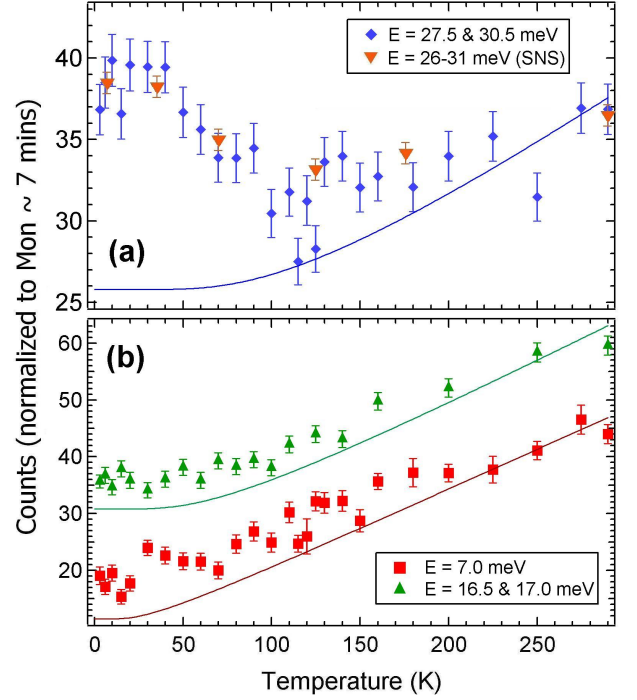 E = 27.5 & 30.5 meV
E = 26-31 meV (SNS)
40
35
30
25
(a)
Counts (normalized to Mon ~ 7 mins)
(b)
60
50
40
30
20
E = 7.0 meV
E = 16.5 & 17.0 meV
0 50 100 150 200 250
Temperature (K)